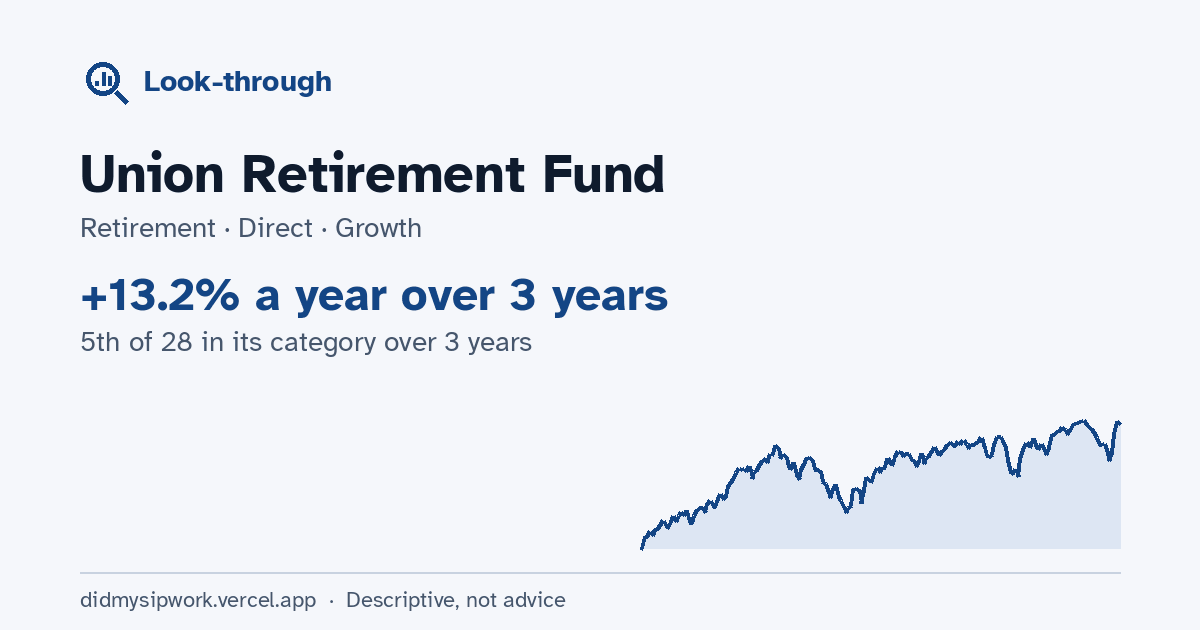 Look-through
Union Retirement Fund
Retirement · Direct · Growth
+13.2% a year over 3 years
5th of 28 in its category over 3 years
didmysipwork.vercel.app · Descriptive, not advice